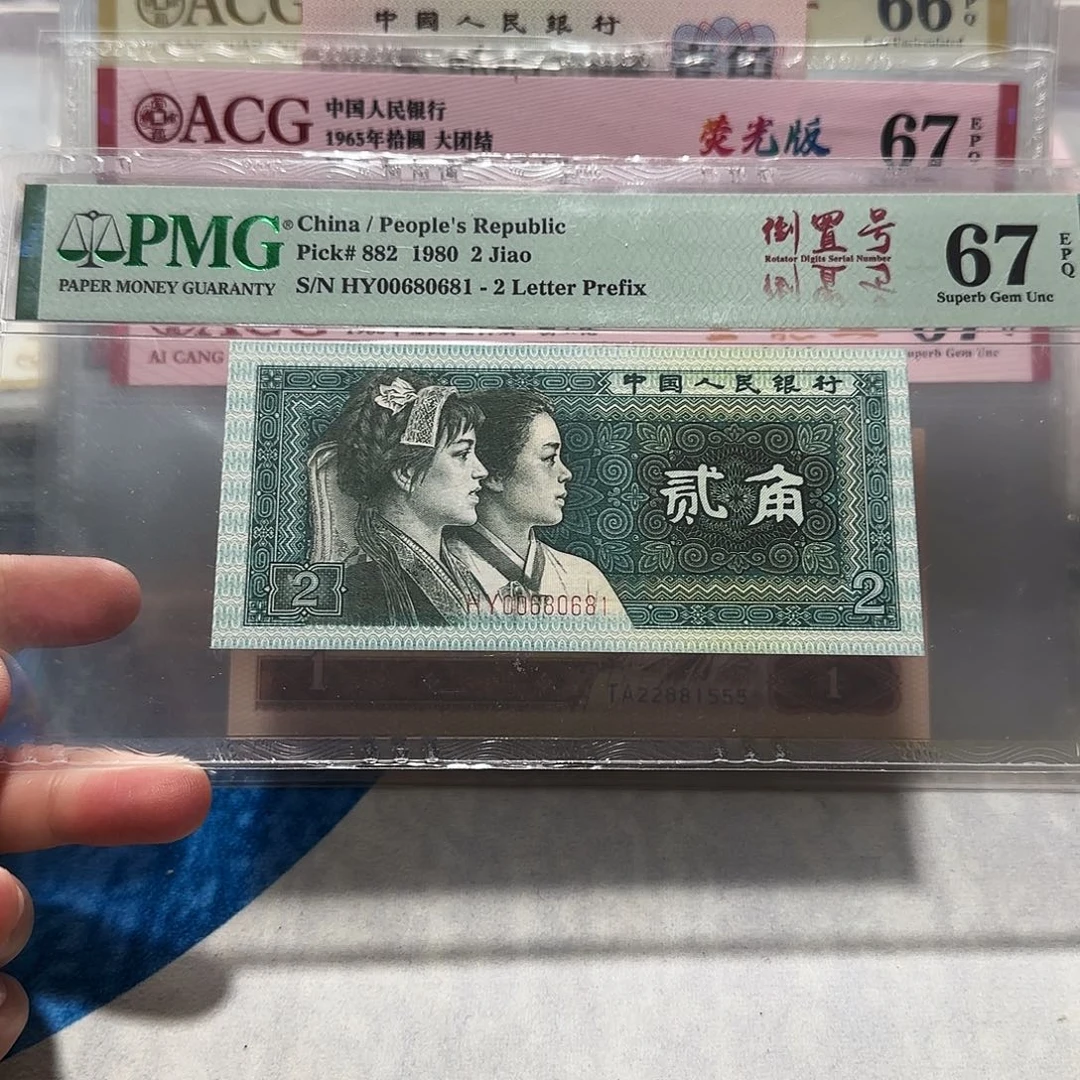 ACG
中國人民銀行
66
ACG 中国人民银行
1965年拾圆 大团结
荧光版
67
EPQ
PMG® China / People's Republic
Pick# 882 1980 2 Jiao
PAPER MONEY GUARANTY S/N HY00680681 - 2 Letter Prefix
倒置号
Rotator Digits Serial Number
67
EPQ
Superb Gem Unc
AI CANG
Superb Gem Unc
中国人民银行
贰角
2
2
HY00680681
1
TA22881555
1